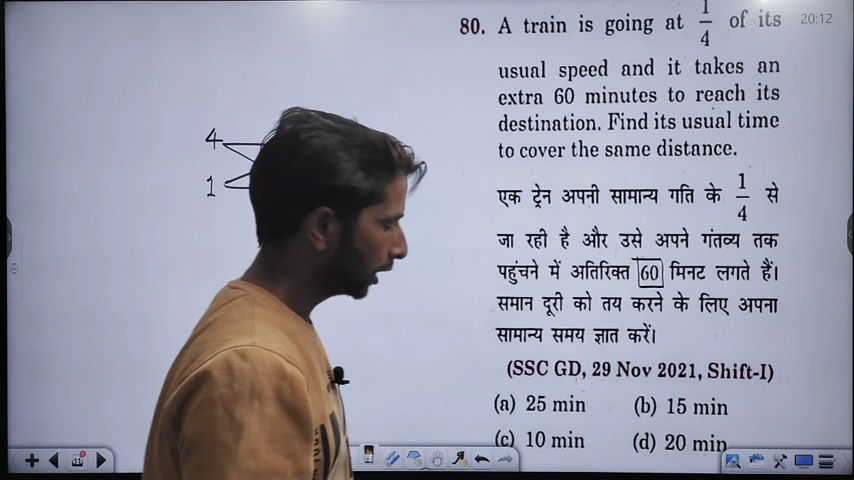 20:12
80. A train is going at 1/4 of its
usual speed and it takes an
extra 60 minutes to reach its
destination. Find its usual time
to cover the same distance.
4
1
एक ट्रेन अपनी सामान्य गति के 1/4 से
जा रही है और उसे अपने गंतव्य तक
पहुंचने में अतिरिक्त 60 मिनट लगते हैं।
समान दूरी को तय करने के लिए अपना
सामान्य समय ज्ञात करें।
(SSC GD, 29 Nov 2021, Shift-I)
(a) 25 min (b) 15 min
(c) 10 min (d) 20 min